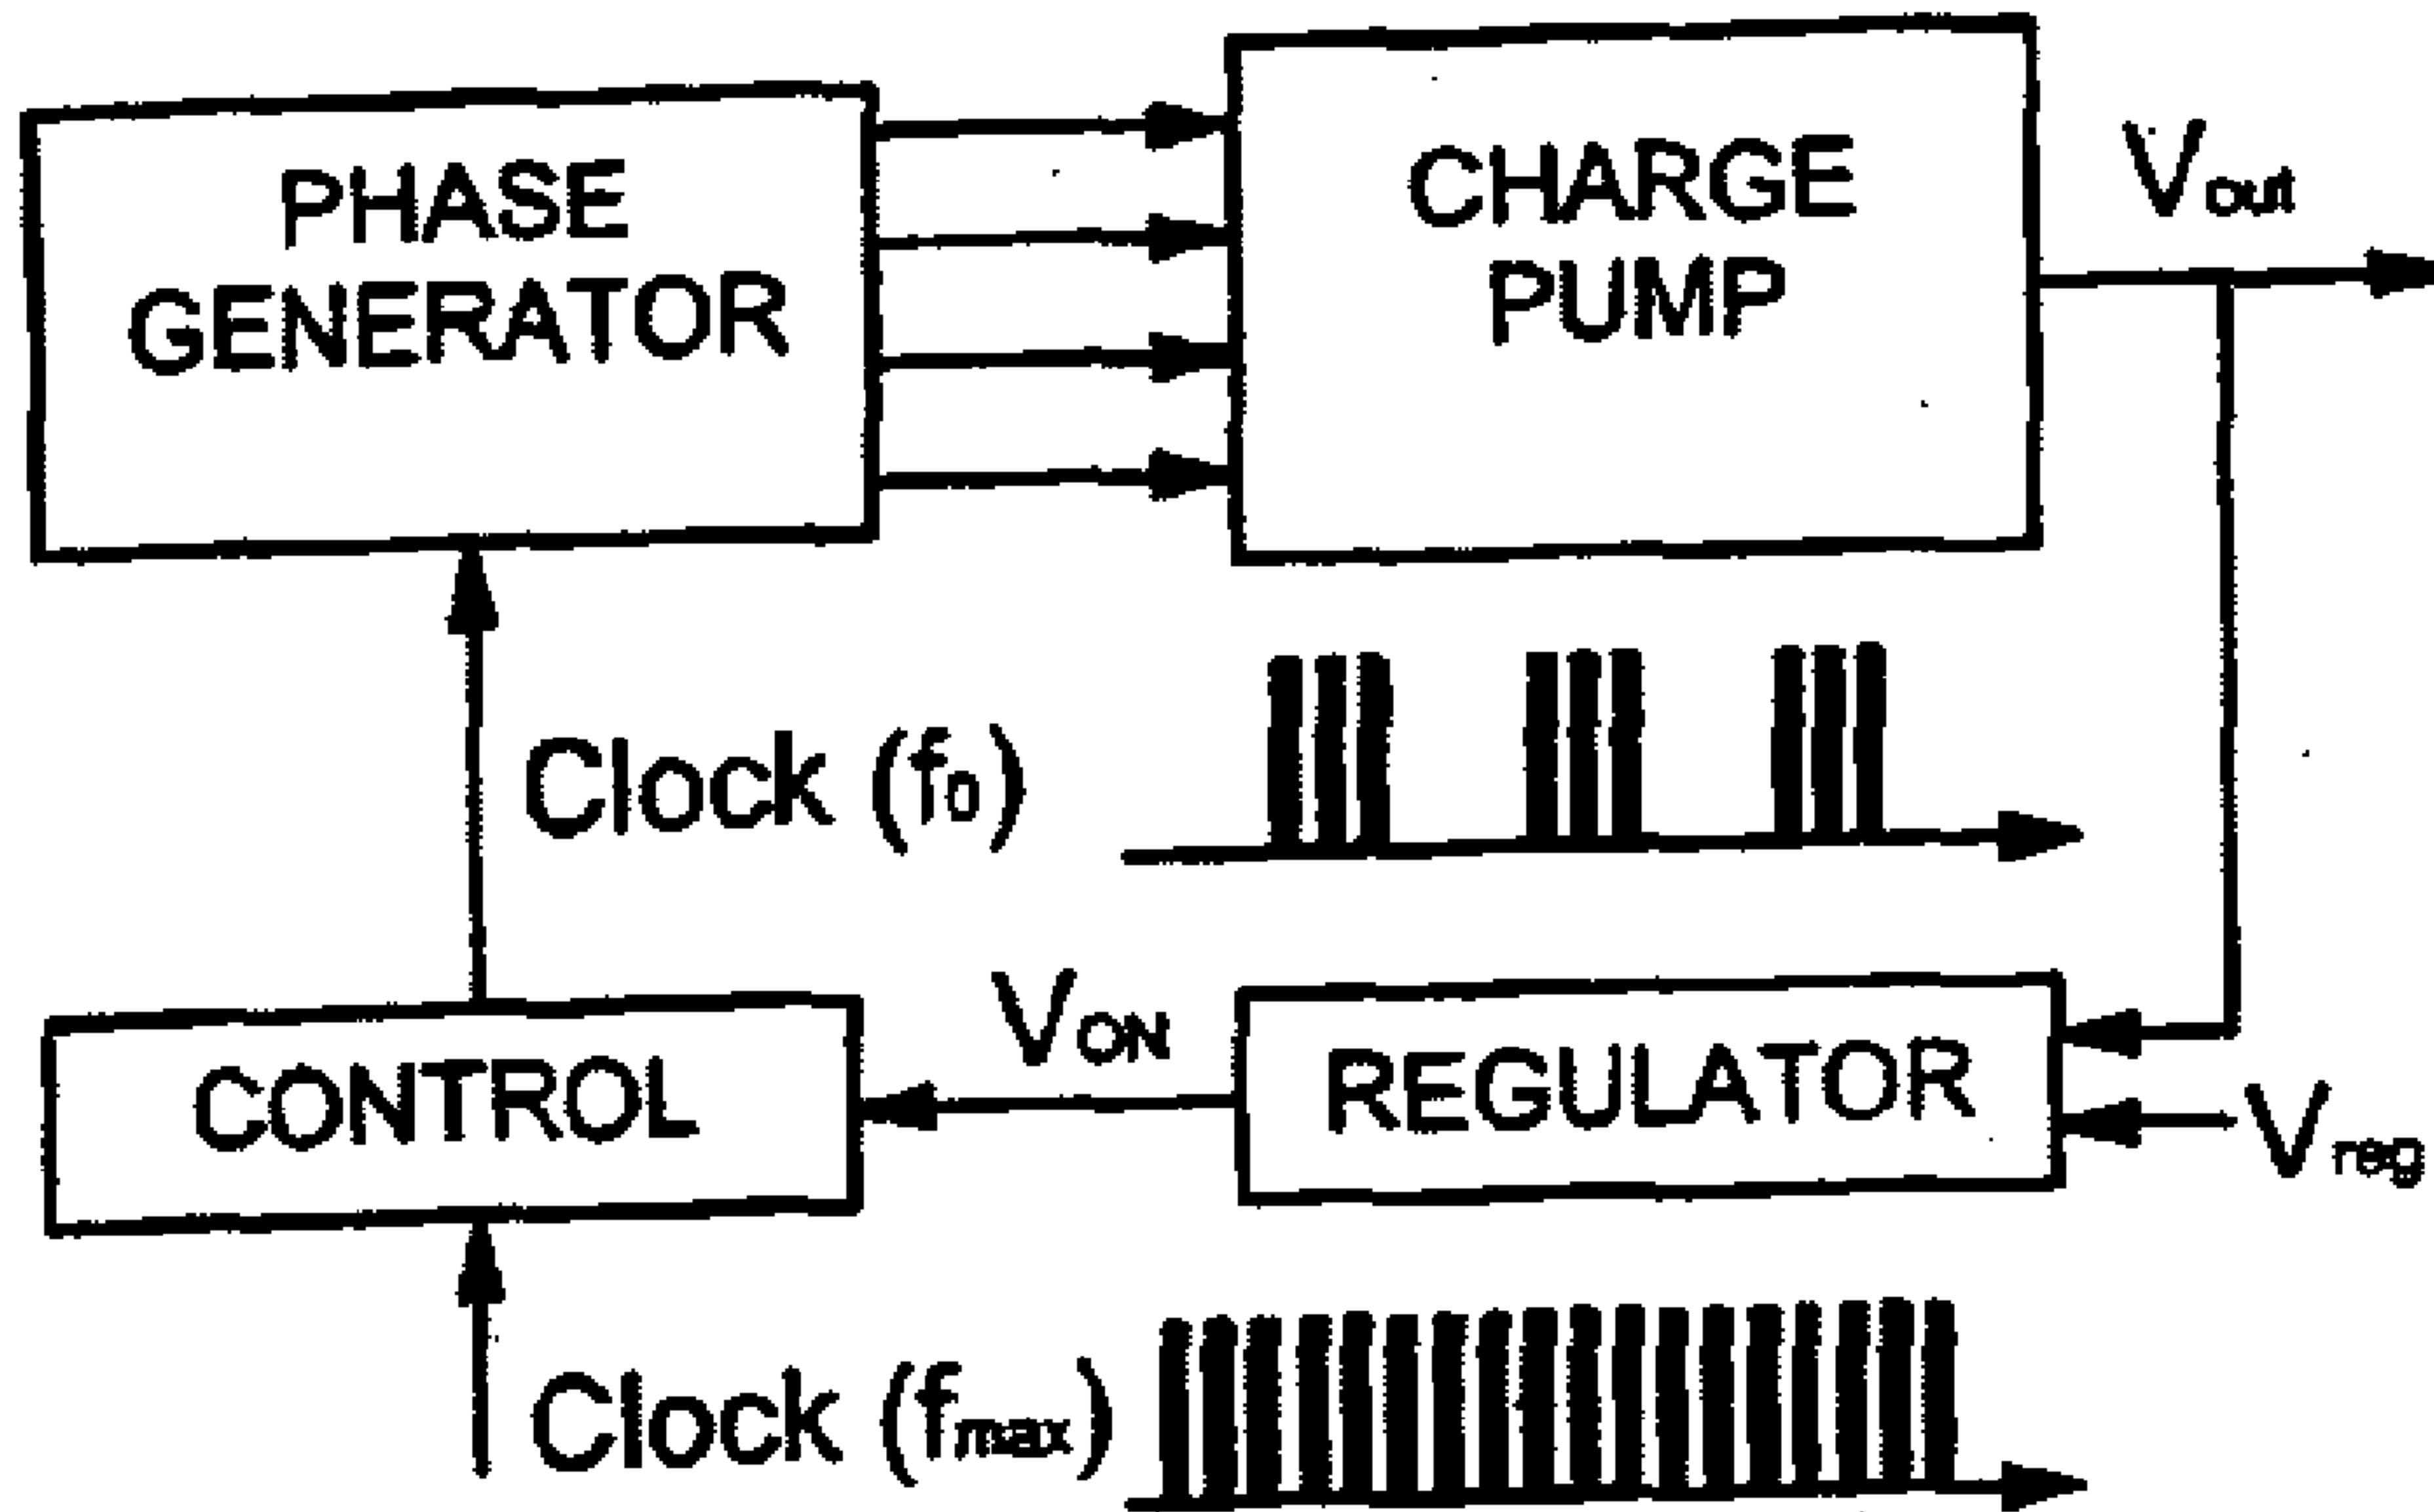 PHASE
GENERATOR
CHARGE
PUMP
Vout
Clock (f0)
VON
CONTROL
REGULATOR
Vreg
Clock (fmax)